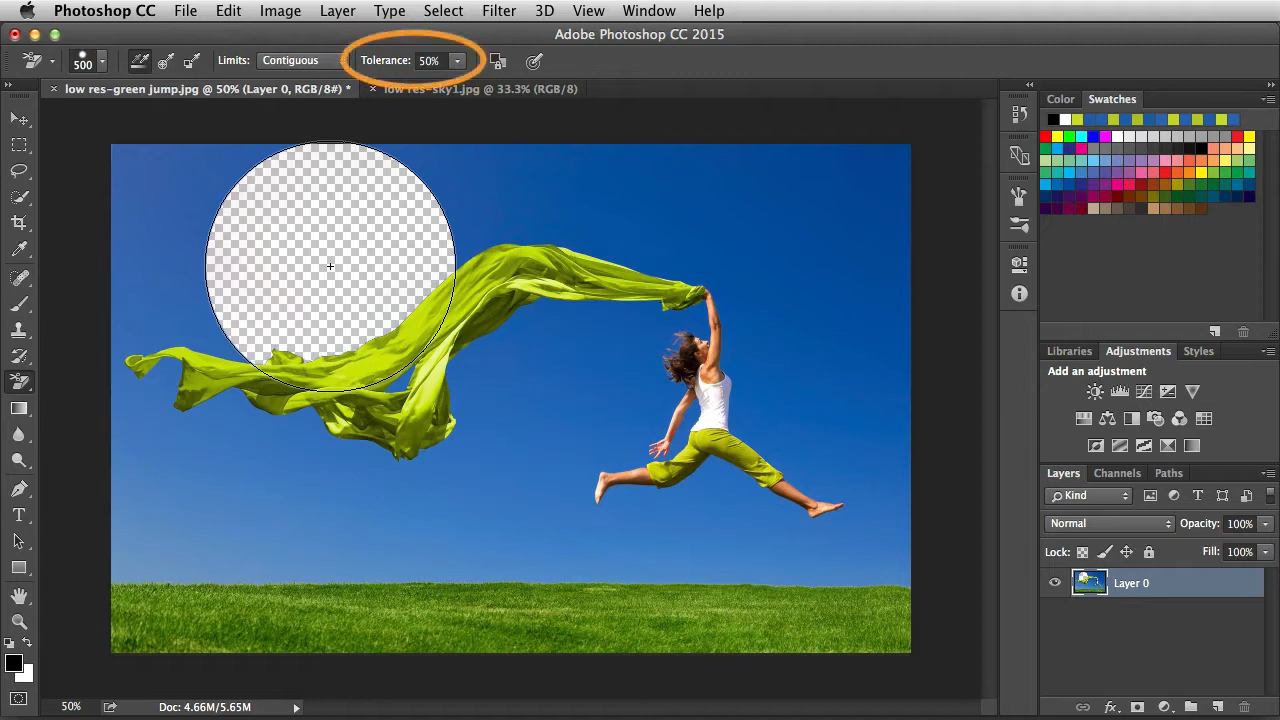 Photoshop CC File Edit Image Layer Type Select Filter 3D View Window Help
Adobe Photoshop CC 2015
500 Limits: Contiguous Tolerance: 50%
× low res-green jump.jpg @ 50% (Layer 0, RGB/8#) * × low res-sky1.jpg @ 33.3% (RGB/8)
Color Swatches
Libraries Adjustments Styles
Add an adjustment
Layers Channels Paths
Kind
Normal Opacity: 100%
Lock: Fill: 100%
Layer 0
50% Doc: 4.66M/5.65M